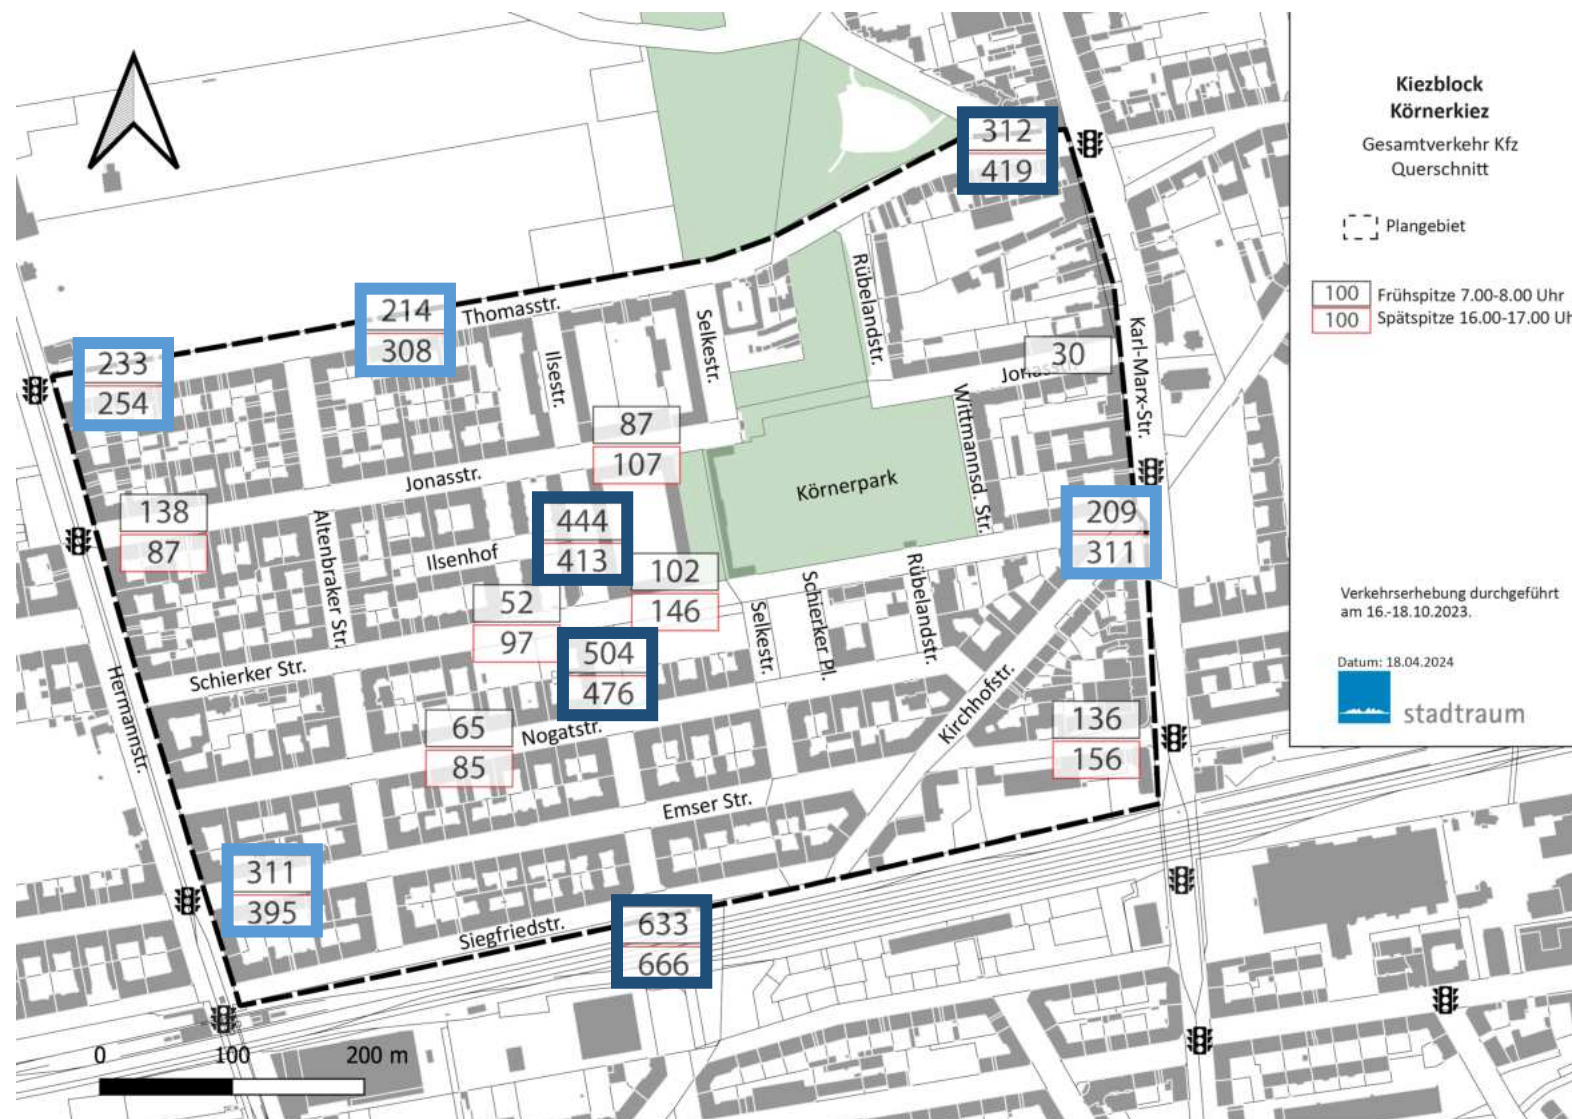 Kiezblock
Körnerkiez
Gesamtverkehr Kfz
Querschnitt
Plangebiet
100 Frühspitze 7.00-8.00 Uhr
100 Spätspitze 16.00-17.00 Uh
Verkehrserhebung durchgeführt
am 16.-18.10.2023.
Datum: 18.04.2024
stadtraum
312
419
214
308
Thomasstr.
233
254
Ilsestr.
Selkestr.
Rübelandstr.
30
Jonasstr.
Karl-Marx-Str.
87
107
Jonasstr.
138
87
Altenbraker Str.
Ilsenhof
444
413
Körnerpark
Wittmannsd. Str.
209
311
102
146
52
97
Selkestr.
Schierker Pl.
Rübelandstr.
Schierker Str.
Hermannstr.
504
476
65
85
Nogatstr.
Kirchhofstr.
136
156
Emser Str.
311
395
Siegfriedstr.
633
666
0 100 200 m